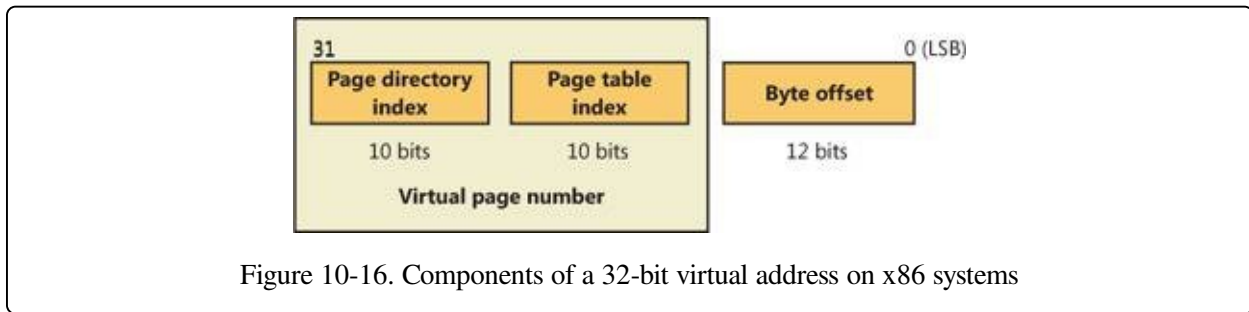 31
0 (LSB)
Page directory
index
Page table
index
Byte offset
10 bits
10 bits
12 bits
Virtual page number
Figure 10-16. Components of a 32-bit virtual address on x86 systems